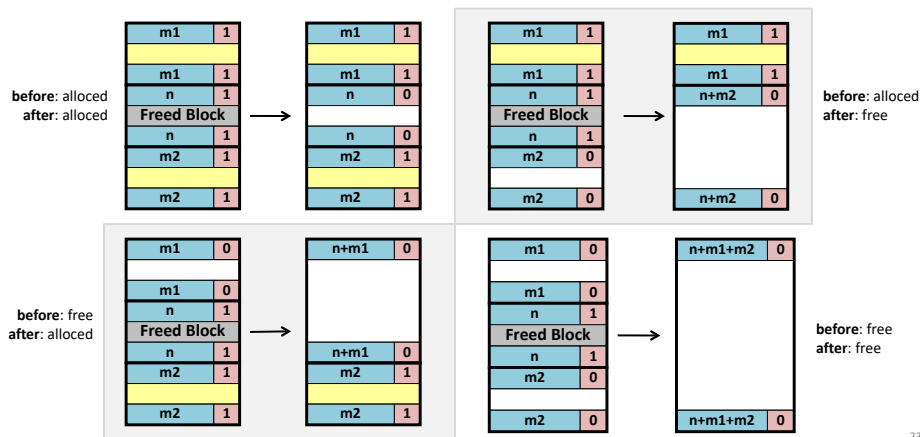 before: alloced
after: alloced
m1 1
m1 1
n 1
Freed Block
n 1
m2 1
m2 1
m1 1
m1 1
n 0
n 0
m2 1
m2 1
m1 1
m1 1
n 1
Freed Block
n 1
m2 0
m2 0
m1 1
m1 1
n+m2 0
n+m2 0
before: alloced
after: free
before: free
after: alloced
m1 0
m1 0
n 1
Freed Block
n 1
m2 1
m2 1
n+m1 0
n+m1 0
m2 1
m2 1
m1 0
m1 0
n 1
Freed Block
n 1
m2 0
m2 0
n+m1+m2 0
n+m1+m2 0
before: free
after: free
23